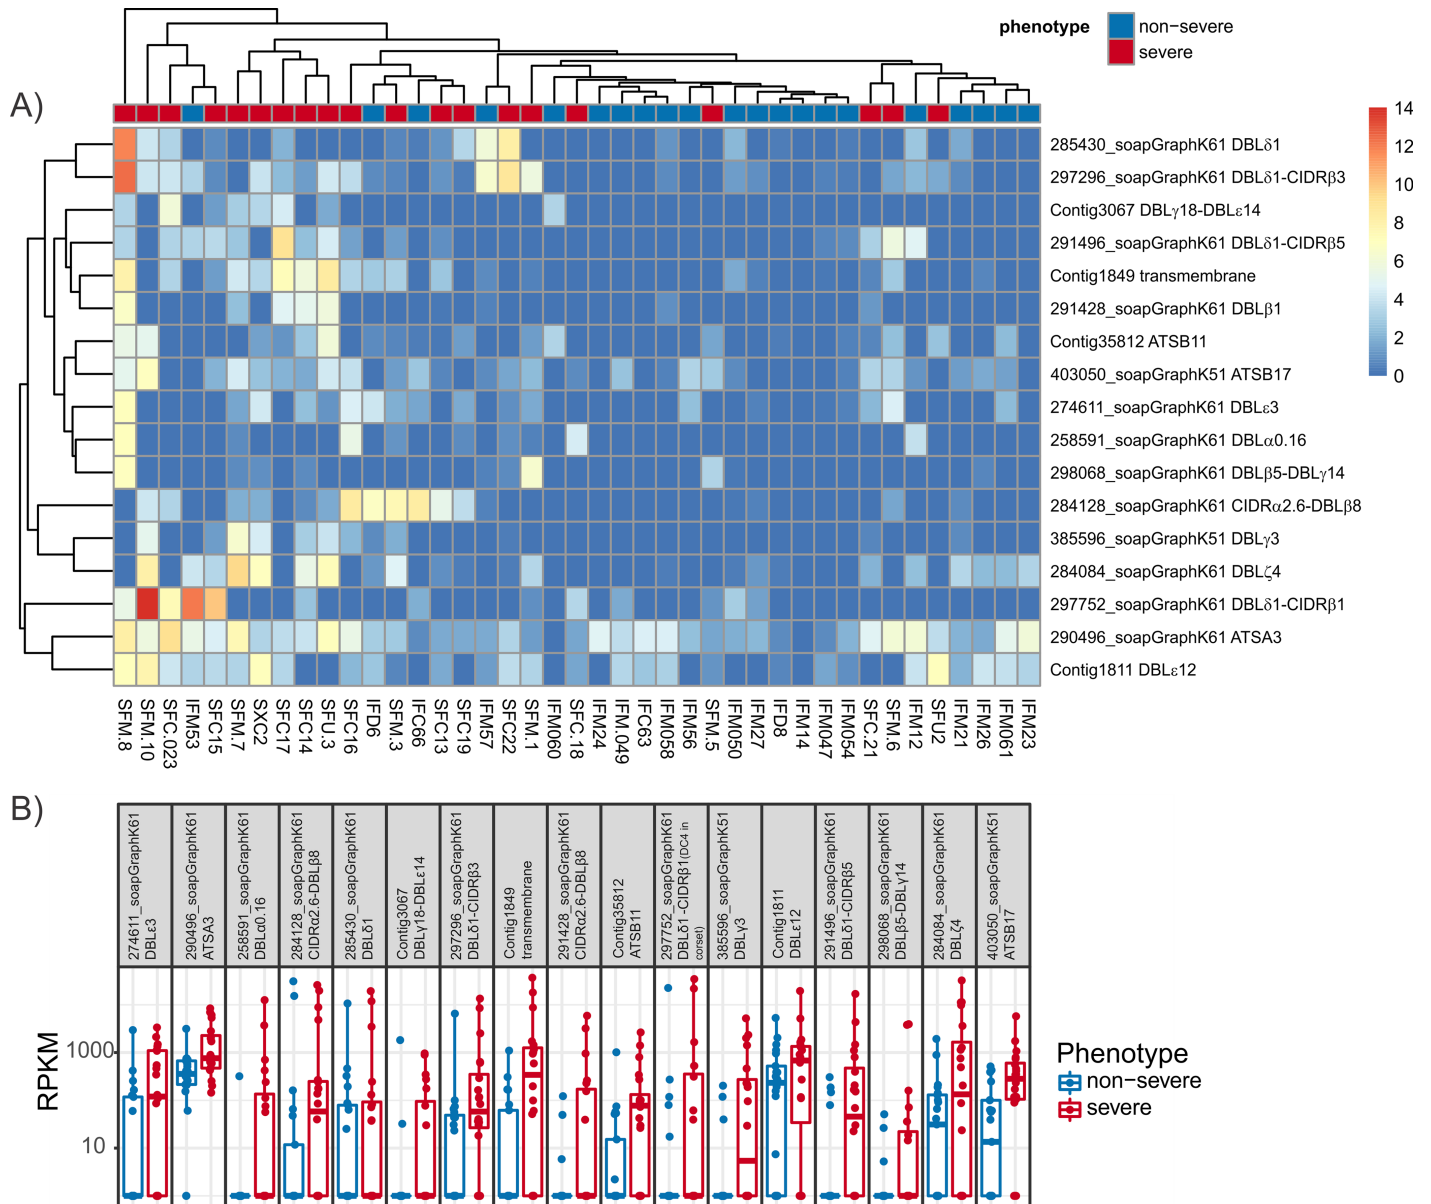 phenotype
non−severe
severe
A)
14
12
10
8
6
4
2
0
285430_soapGraphK61 DBLδ1
297296_soapGraphK61 DBLδ1-CIDRβ3
Contig3067 DBLγ18-DBLε14
291496_soapGraphK61 DBLδ1-CIDRβ5
Contig1849 transmembrane
291428_soapGraphK61 DBLβ1
Contig35812 ATSB11
403050_soapGraphK51 ATSB17
274611_soapGraphK61 DBLε3
258591_soapGraphK61 DBLα0.16
298068_soapGraphK61 DBLβ5-DBLγ14
284128_soapGraphK61 CIDRα2.6-DBLβ8
385596_soapGraphK51 DBLγ3
284084_soapGraphK61 DBLζ4
297752_soapGraphK61 DBLδ1-CIDRβ1
290496_soapGraphK61 ATSA3
Contig1811 DBLε12
SFM.8
SFM.10
SFC.023
IFM53
SFC15
SFM.7
SXC2
SFC17
SFC14
SFU.3
SFC16
IFD6
SFM.3
IFC66
SFC13
SFC19
IFM57
SFC22
SFM.1
IFM060
SFC.18
IFM24
IFM.049
IFC63
IFM058
IFM56
SFM.5
IFM050
IFM27
IFD8
IFM14
IFM047
IFM054
SFC.21
SFM.6
IFM12
SFU2
IFM21
IFM26
IFM061
IFM23
B)
274611_soapGraphK61
DBLε3
290496_soapGraphK61
ATSA3
258591_soapGraphK61
DBLα0.16
284128_soapGraphK61
CIDRα2.6-DBLβ8
285430_soapGraphK61
DBLδ1
Contig3067
DBLγ18-DBLε14
297296_soapGraphK61
DBLδ1-CIDRβ3
Contig1849
transmembrane
291428_soapGraphK61
CIDRα2.6-DBLβ8
Contig35812
ATSB11
297752_soapGraphK61
DBLδ1 -CIDRβ1(DC4 in
corset)
385596_soapGraphK51
DBLγ3
Contig1811
DBLε12
291496_soapGraphK61
DBLδ1-CIDRβ5
298068_soapGraphK61
DBLβ5-DBLγ14
284084_soapGraphK61
DBLζ4
403050_soapGraphK51
ATSB17
RPKM
1000
10
Phenotype
non−severe
severe